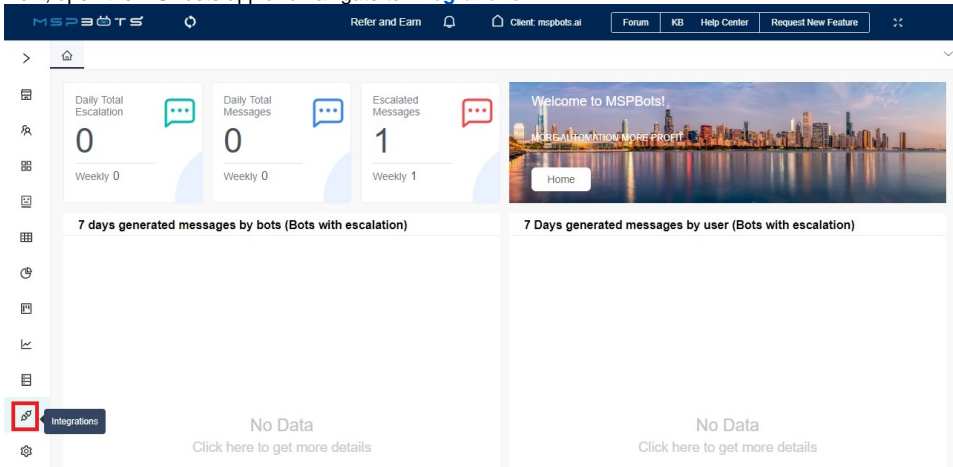 MSPBOTS
Refer and Earn
Client: mspbots.ai
Forum
KB
Help Center
Request New Feature
Daily Total
Escalation
0
Weekly 0
Daily Total
Messages
0
Weekly 0
Escalated
Messages
1
Weekly 1
Welcome to MSPBots!
MORE AUTOMATION MORE PROFIT
Home
7 days generated messages by bots (Bots with escalation)
7 Days generated messages by user (Bots with escalation)
No Data
Click here to get more details
No Data
Click here to get more details
Integrations